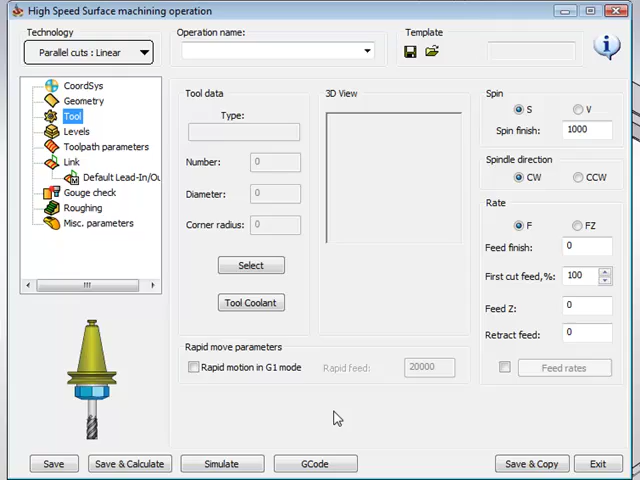 High Speed Surface machining operation
Technology
Parallel cuts : Linear
Operation name:
Template
CoordSys
Geometry
Tool
Levels
Toolpath parameters
Link
Default Lead-In/Ou
Gouge check
Roughing
Misc. parameters
Tool data
Type:
Number:
0
Diameter:
0
Corner radius:
0
Select
Tool Coolant
3D View
Spin
S
V
Spin finish:
1000
Spindle direction
CW
CCW
Rate
F
FZ
Feed finish:
0
First cut feed,%:
100
Feed Z:
0
Retract feed:
0
Feed rates
Rapid move parameters
Rapid motion in G1 mode
Rapid feed:
20000
Save
Save & Calculate
Simulate
GCode
Save & Copy
Exit